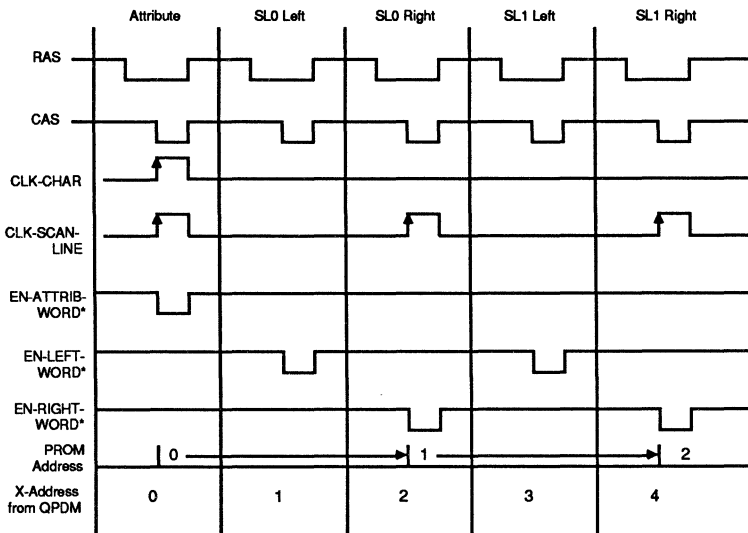 Attribute SL0 Left SL0 Right SL1 Left SL1 Right
RAS
CAS
CLK-CHAR
CLK-SCAN-
LINE
EN-ATTRIB-
WORD*
EN-LEFT-
WORD*
EN-RIGHT-
WORD*
PROM
Address
0 1 2
X-Address
from QPDM
0 1 2 3 4